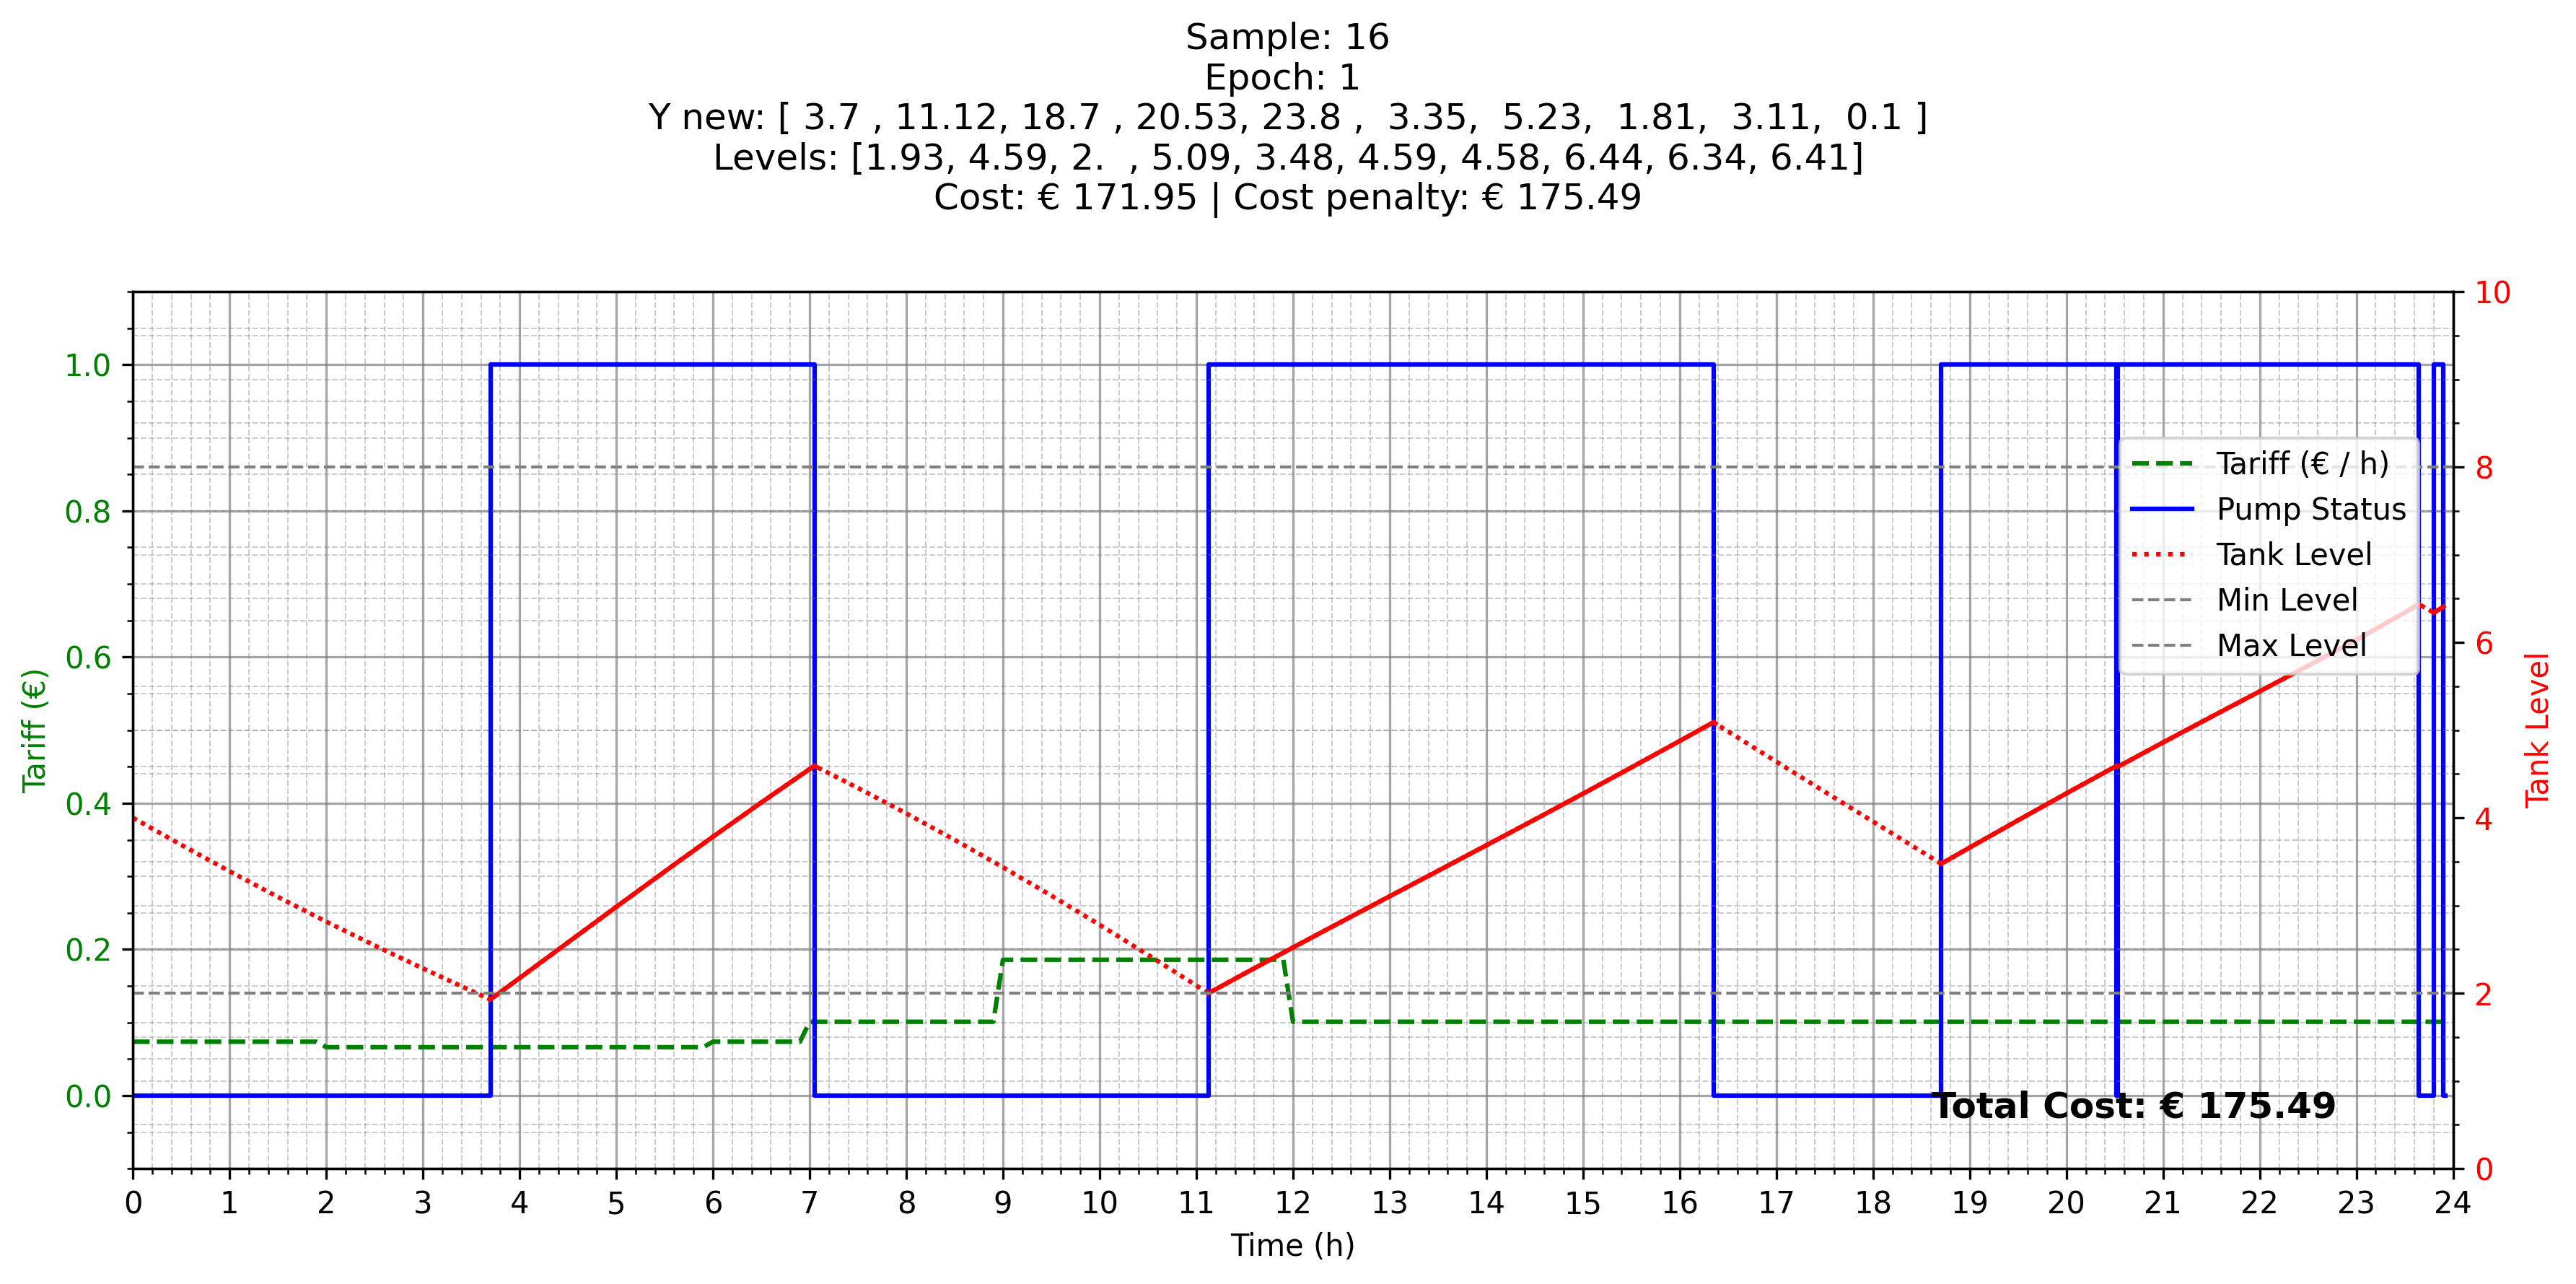 Sample: 16
Epoch: 1
Y new: [ 3.7 , 11.12, 18.7 , 20.53, 23.8 ,  3.35,  5.23,  1.81,  3.11,  0.1 ]
Levels: [1.93, 4.59, 2.  , 5.09, 3.48, 4.59, 4.58, 6.44, 6.34, 6.41]
Cost: € 171.95 | Cost penalty: € 175.49
1.0
0.8
0.6
0.4
0.2
0.0
Tariff (€)
10
8
6
4
2
0
Tank Level
Tariff (€ / h)
Pump Status
Tank Level
Min Level
Max Level
Total Cost: € 175.49
0 1 2 3 4 5 6 7 8 9 10 11 12 13 14 15 16 17 18 19 20 21 22 23 24
Time (h)